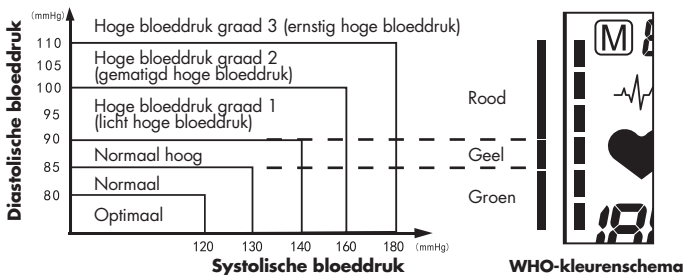 (mmHg)
Diastolische bloeddruk
110
105
100
95
90
85
80
Hoge bloeddruk graad 3 (ernstig hoge bloeddruk)
Hoge bloeddruk graad 2
(gematigd hoge bloeddruk)
Hoge bloeddruk graad 1
(licht hoge bloeddruk)
Normaal hoog
Normaal
Optimaal
120 130 140 160 180 (mmHg)
Systolische bloeddruk
Rood
Geel
Groen
M
WHO-kleurenschema